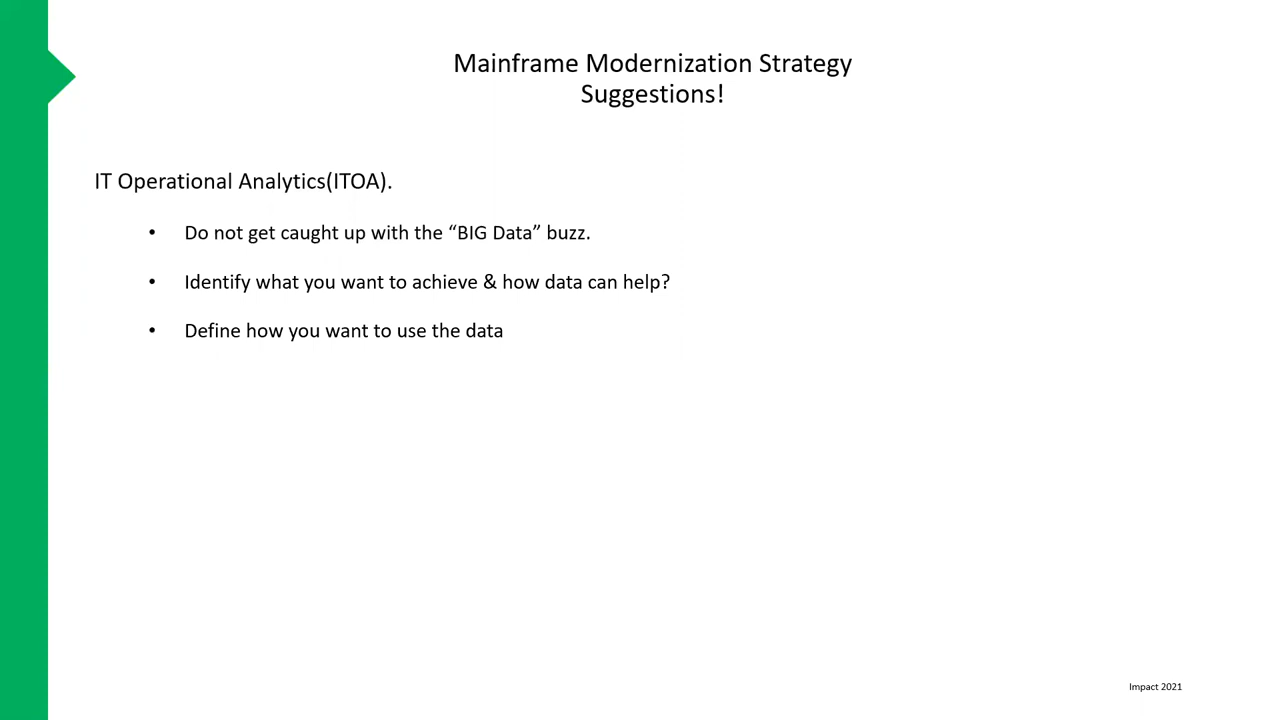 Mainframe Modernization Strategy
Suggestions!
IT Operational Analytics(ITOA).
• Do not get caught up with the “BIG Data” buzz.
• Identify what you want to achieve & how data can help?
• Define how you want to use the data
Impact 2021